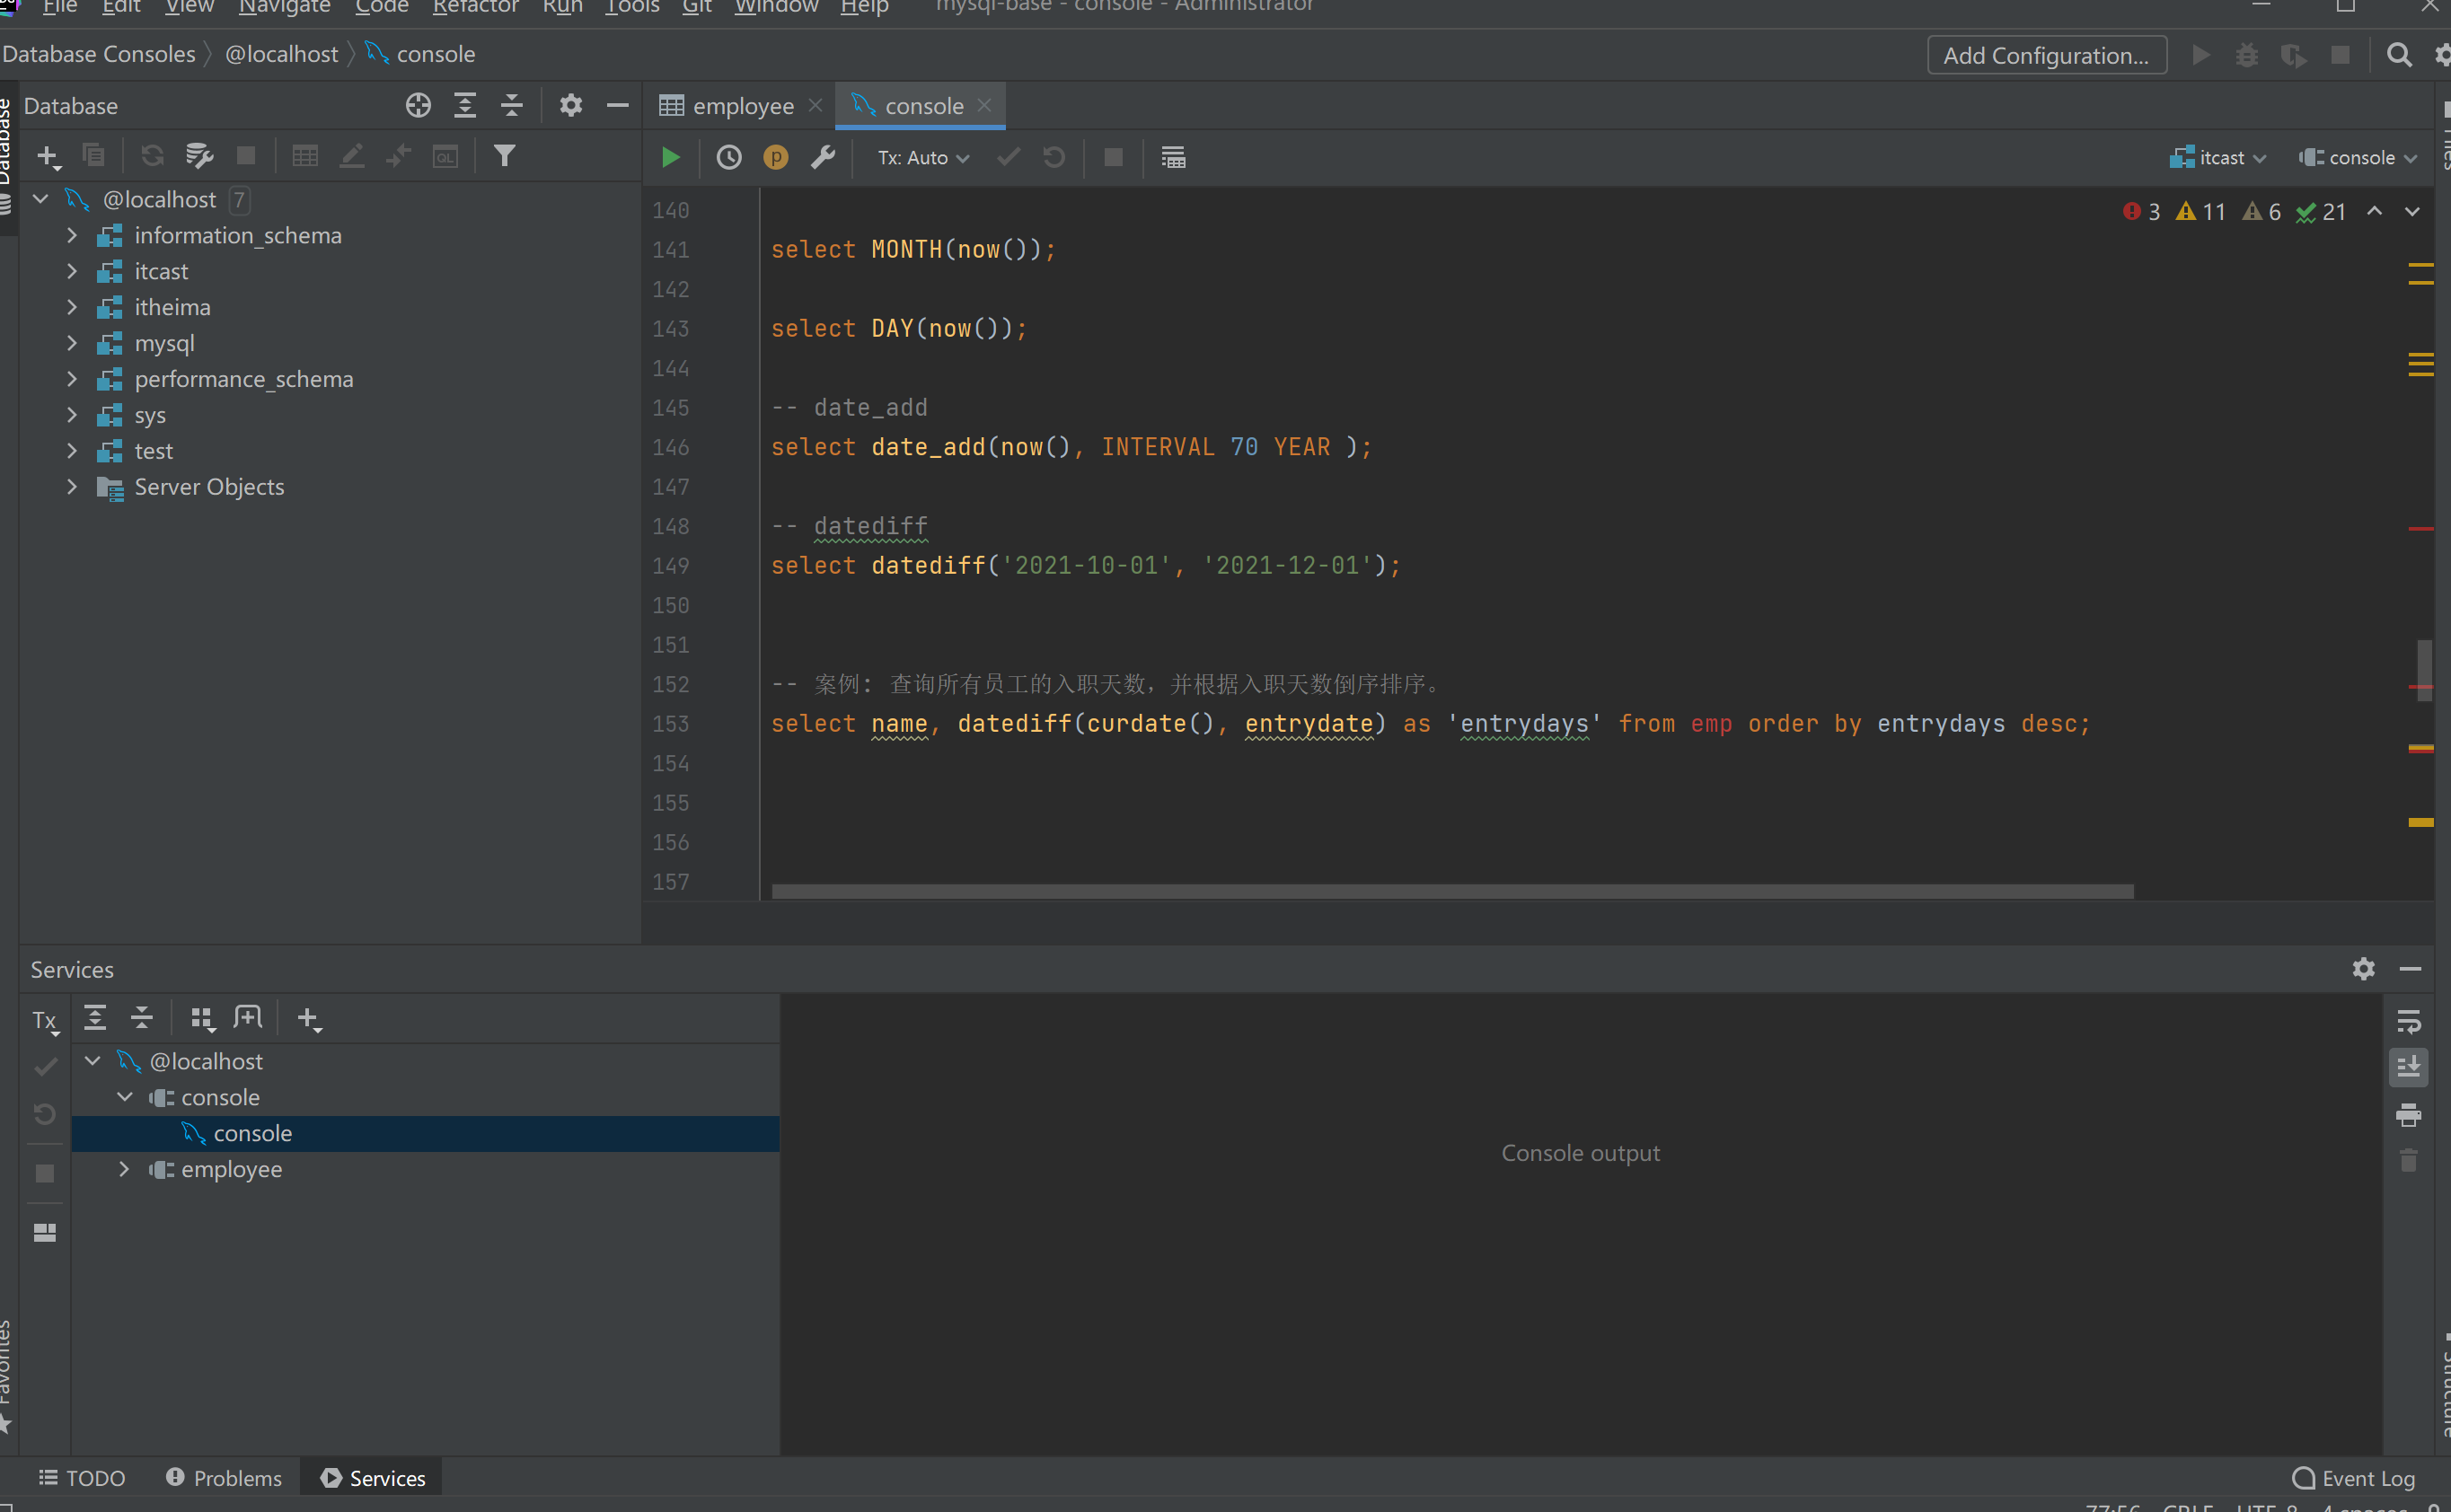 File Edit View Navigate Code Refactor Run Tools Git Window Help mysql-base - console - Administrator
Database Consoles @localhost console Add Configuration...
Database
employee console
Tx: Auto itcast console
@localhost 7
information_schema
itcast
itheima
mysql
performance_schema
sys
test
Server Objects
3 11 6 21
140
141 select MONTH(now());
142
143 select DAY(now());
144
145 -- date_add
146 select date_add(now(), INTERVAL 70 YEAR );
147
148 -- datediff
149 select datediff('2021-10-01', '2021-12-01');
150
151
152 -- 案例: 查询所有员工的入职天数，并根据入职天数倒序排序。
153 select name, datediff(curdate(), entrydate) as 'entrydays' from emp order by entrydays desc;
154
155
156
157
Database
Services
Tx
@localhost
console
console
employee
Console output
Favorites
Structure
TODO Problems Services Event Log
77:56 CRLF UTF-8 4 spaces